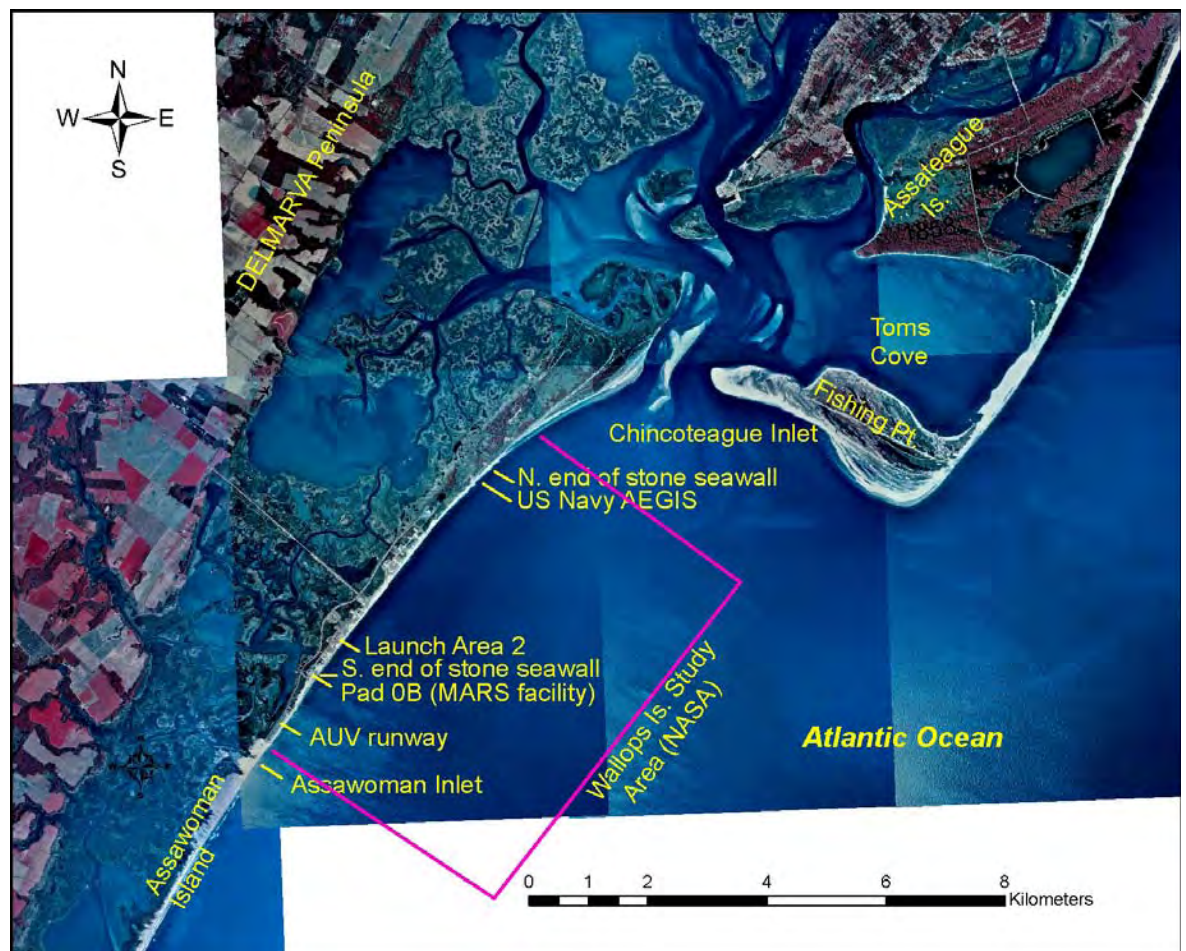 N
W E
S
DELMARVA Peninsula
Assateague
Is.
1858
Toms
Cove
Fishing Pt.
Chincoteague Inlet
N. end of stone seawall
US Navy AEGIS
Launch Area 2
S. end of stone seawall
Pad 0B (MARS facility)
AUV runway
Assawoman Inlet
Wallops Is. Study
Area (NASA)
Atlantic Ocean
Assawoman
Island
0 1 2 4 6 8
Kilometers